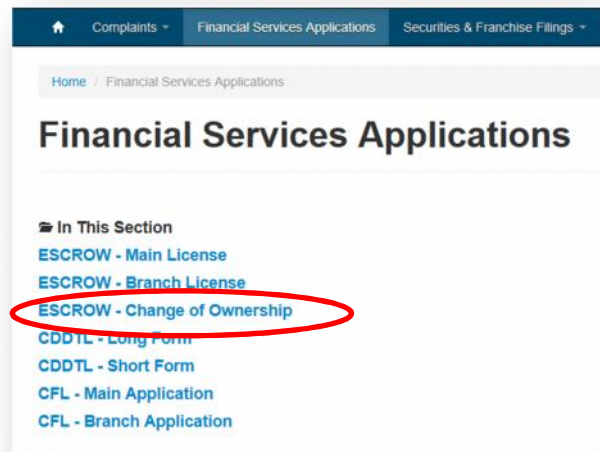 Complaints Financial Services Applications Securities & Franchise Filings
Home / Financial Services Applications
Financial Services Applications
In This Section
ESCROW - Main License
ESCROW - Branch License
ESCROW - Change of Ownership
CDDTL - Long Form
CDDTL - Short Form
CFL - Main Application
CFL - Branch Application